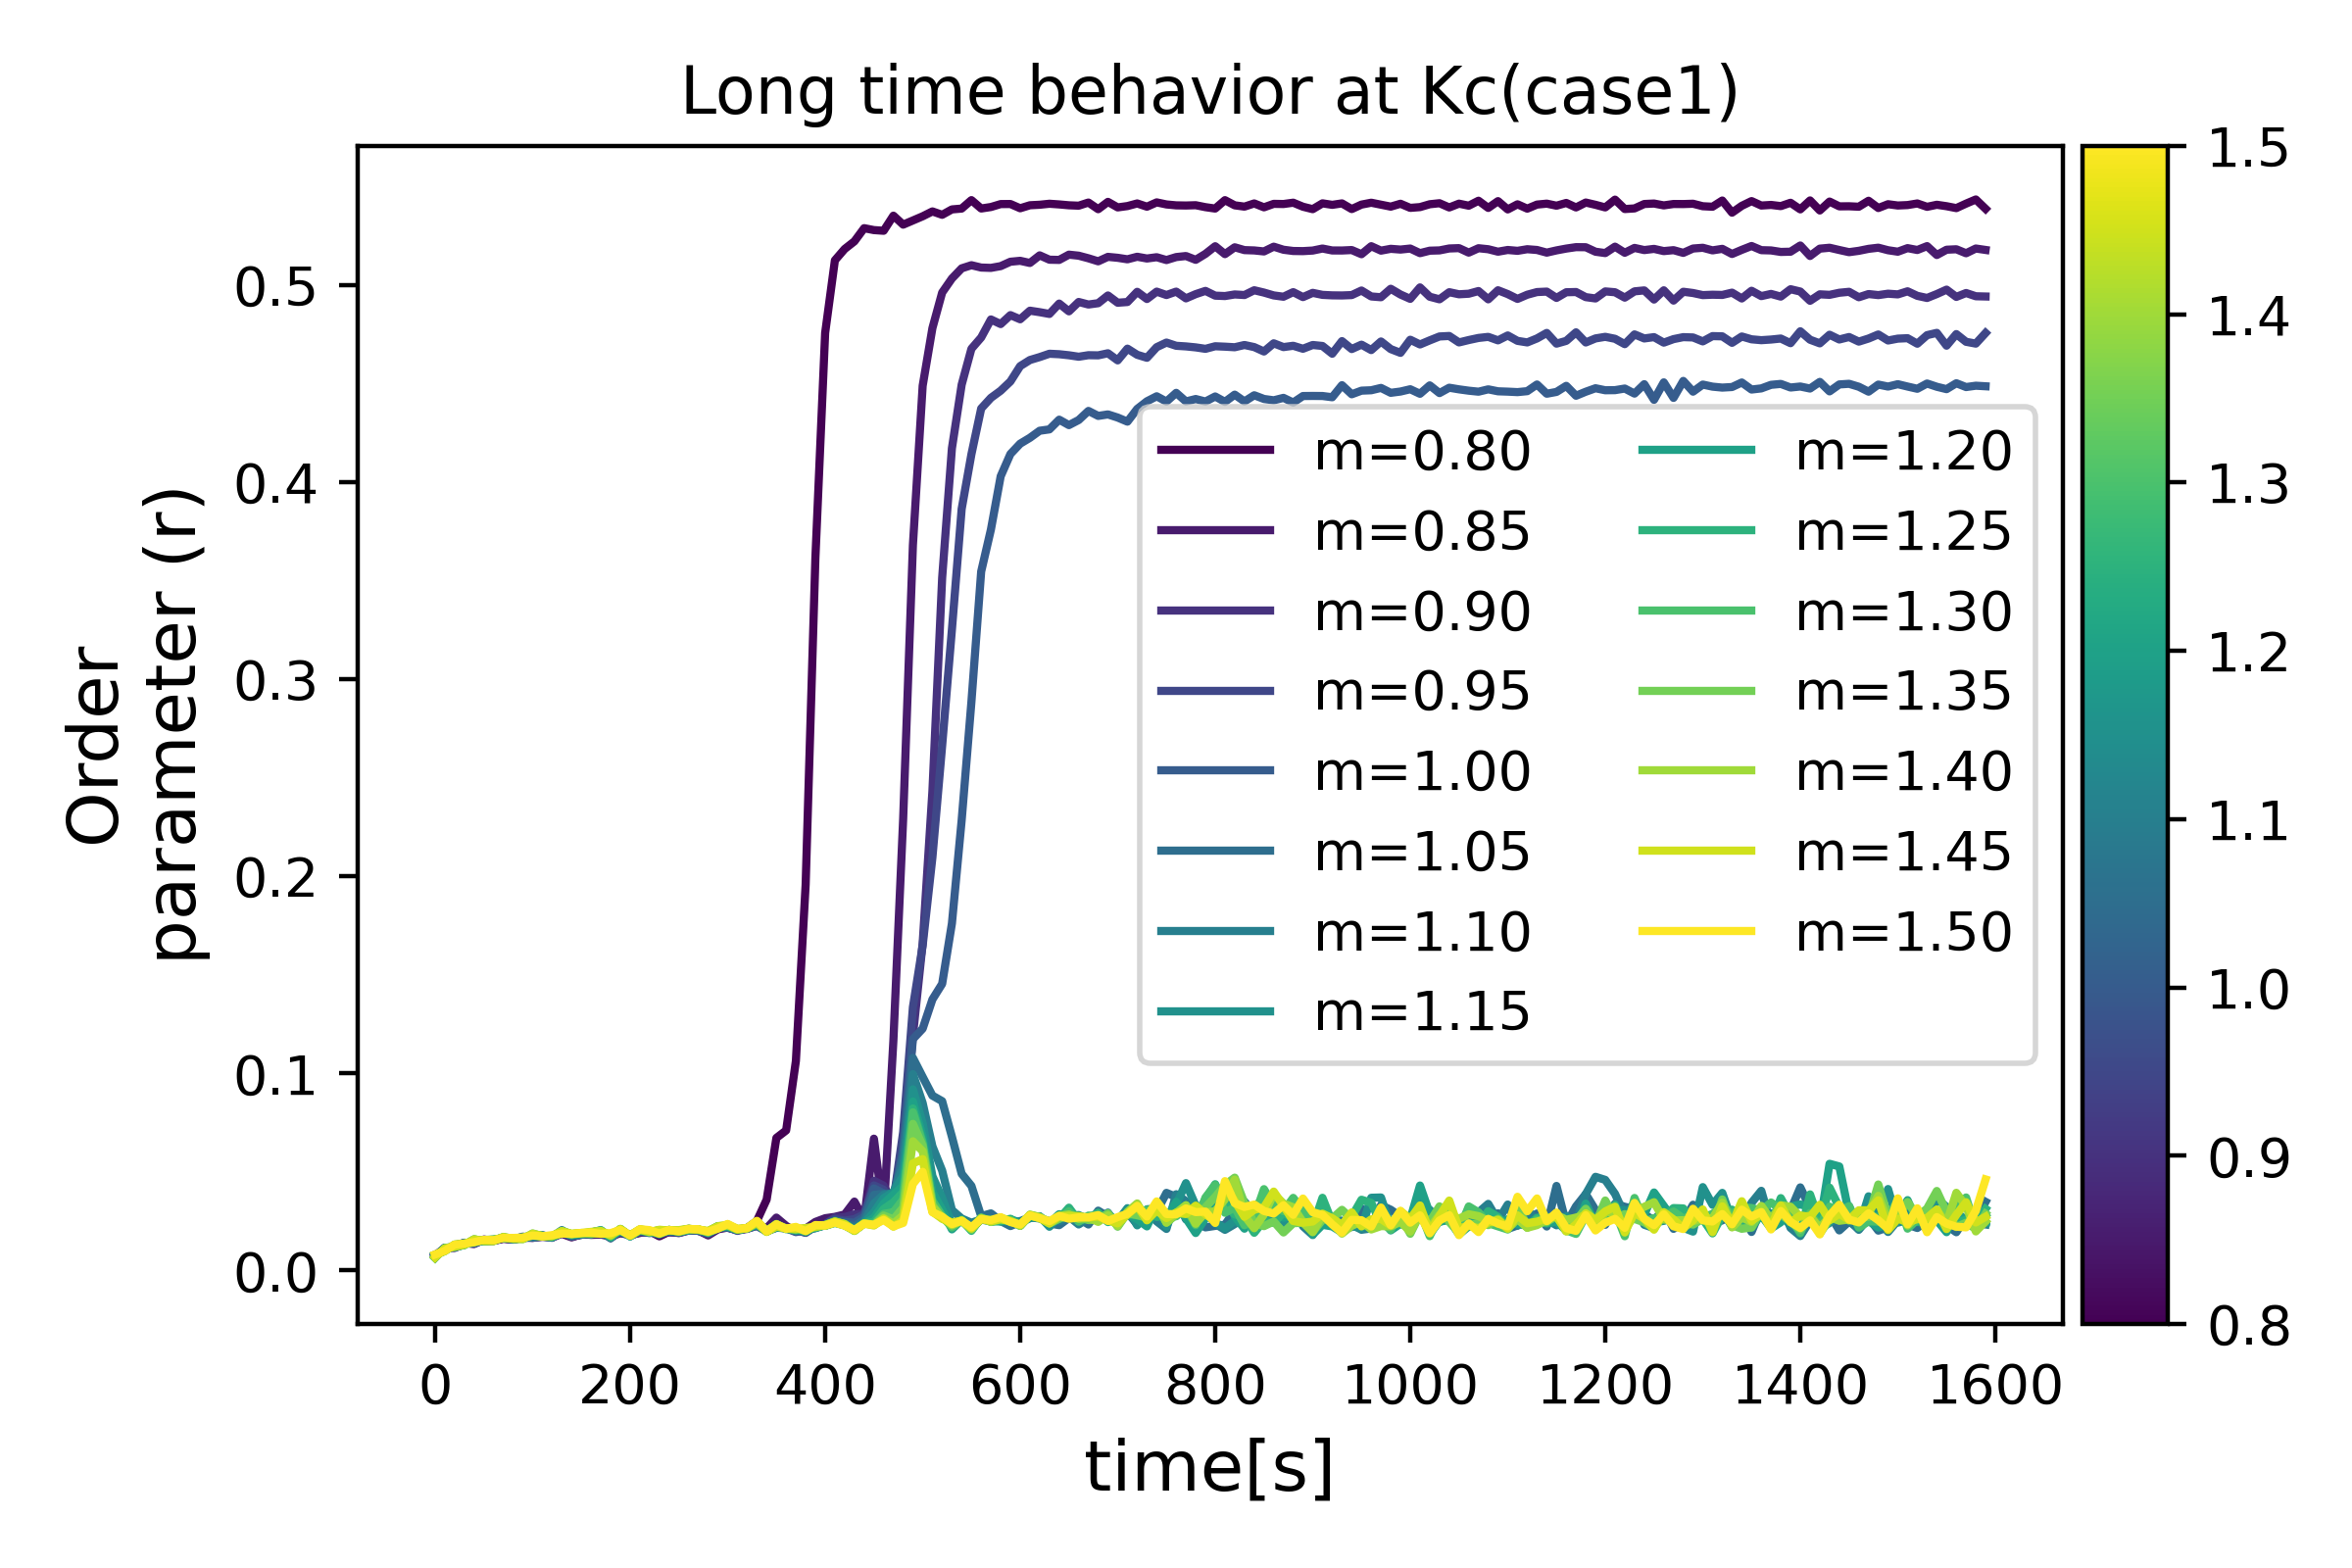 Long time behavior at Kc(case1)
Order
parameter (r)
0.5
0.4
0.3
0.2
0.1
0.0
0
200
400
600
800
1000
1200
1400
1600
time[s]
m=0.80
m=0.85
m=0.90
m=0.95
m=1.00
m=1.05
m=1.10
m=1.15
m=1.20
m=1.25
m=1.30
m=1.35
m=1.40
m=1.45
m=1.50
1.5
1.4
1.3
1.2
1.1
1.0
0.9
0.8